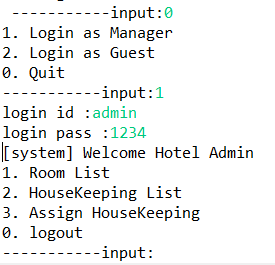 -----------input:0
1. Login as Manager
2. Login as Guest
0. Quit
-----------input:1
login id :admin
login pass :1234
[system] Welcome Hotel Admin
1. Room List
2. HouseKeeping List
3. Assign HouseKeeping
0. logout
-----------input: